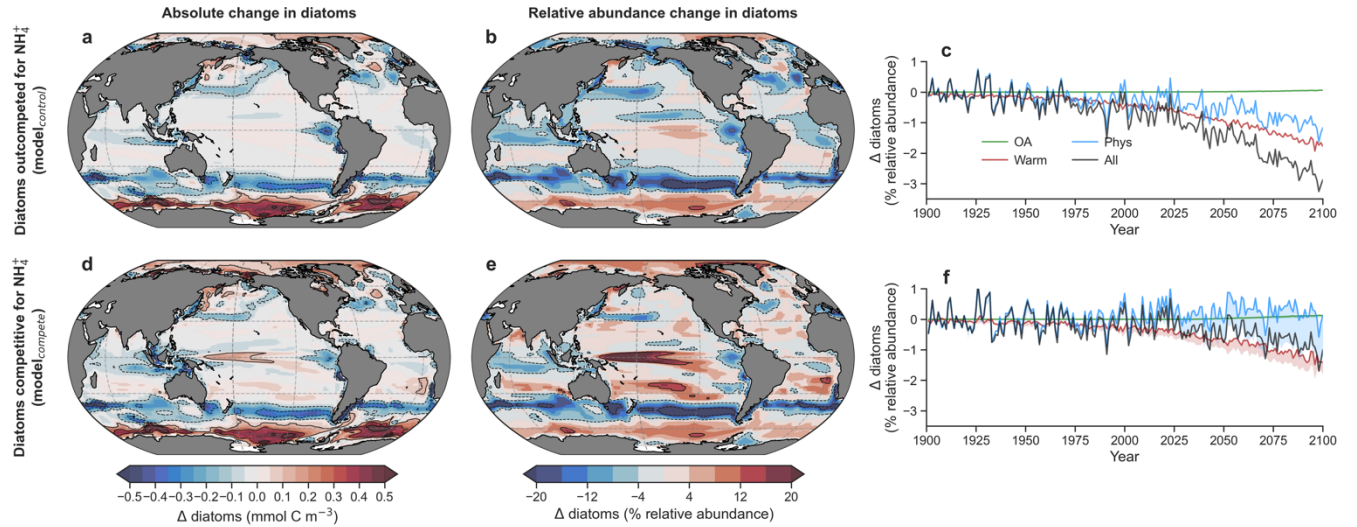 Absolute change in diatoms
Relative abundance change in diatoms
Diatoms outcompeted for NH₄⁺
(model_control)
a
b
c
1
0
−1
−2
−3
Δ diatoms
(% relative abundance)
OA
Warm
Phys
All
1900 1925 1950 1975 2000 2025 2050 2075 2100
Year
Diatoms competitive for NH₄⁺
(model_compete)
d
e
f
1
0
−1
−2
−3
Δ diatoms
(% relative abundance)
1900 1925 1950 1975 2000 2025 2050 2075 2100
Year
−0.5 −0.4 −0.3 −0.2 −0.1 0.0 0.1 0.2 0.3 0.4 0.5
Δ diatoms (mmol C m⁻³)
−20 −12 −4 4 12 20
Δ diatoms (% relative abundance)